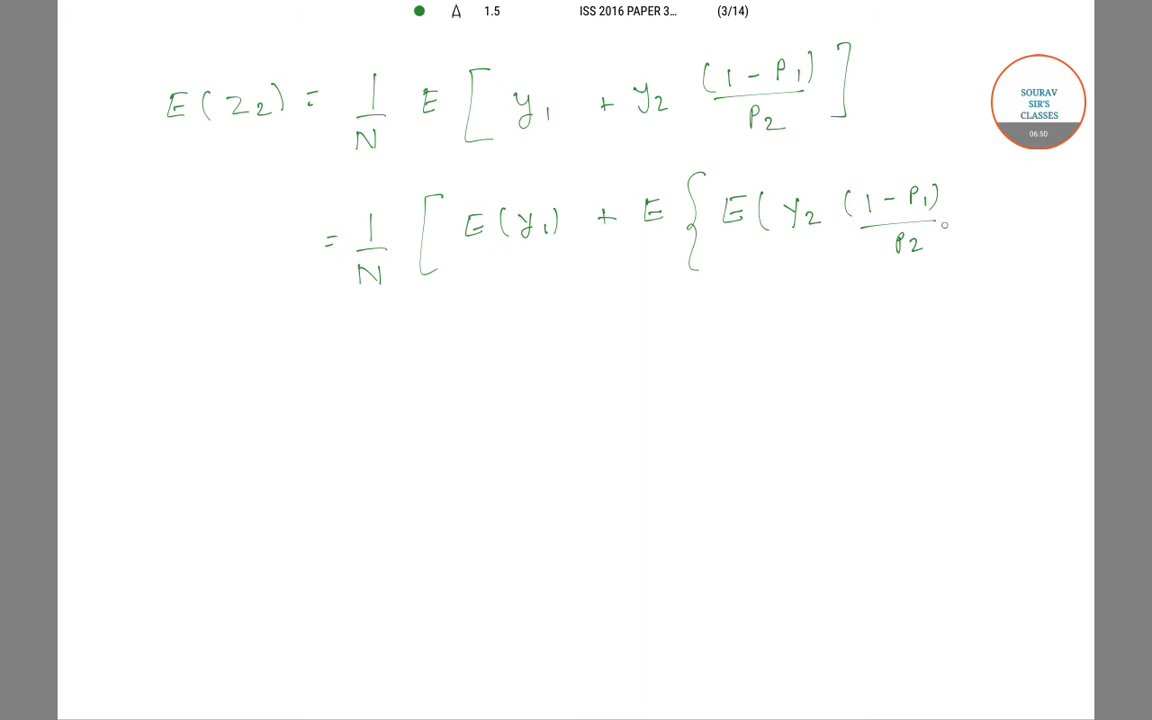 1.5 ISS 2016 PAPER 3... (3/14)
E(Z2) = 1/N E [ y1 + y2 (1 - P1)/P2 ]
= 1/N [ E(y1) + E { E( y2 (1 - P1)/P2
SOURAV
SIR'S
CLASSES
06:50